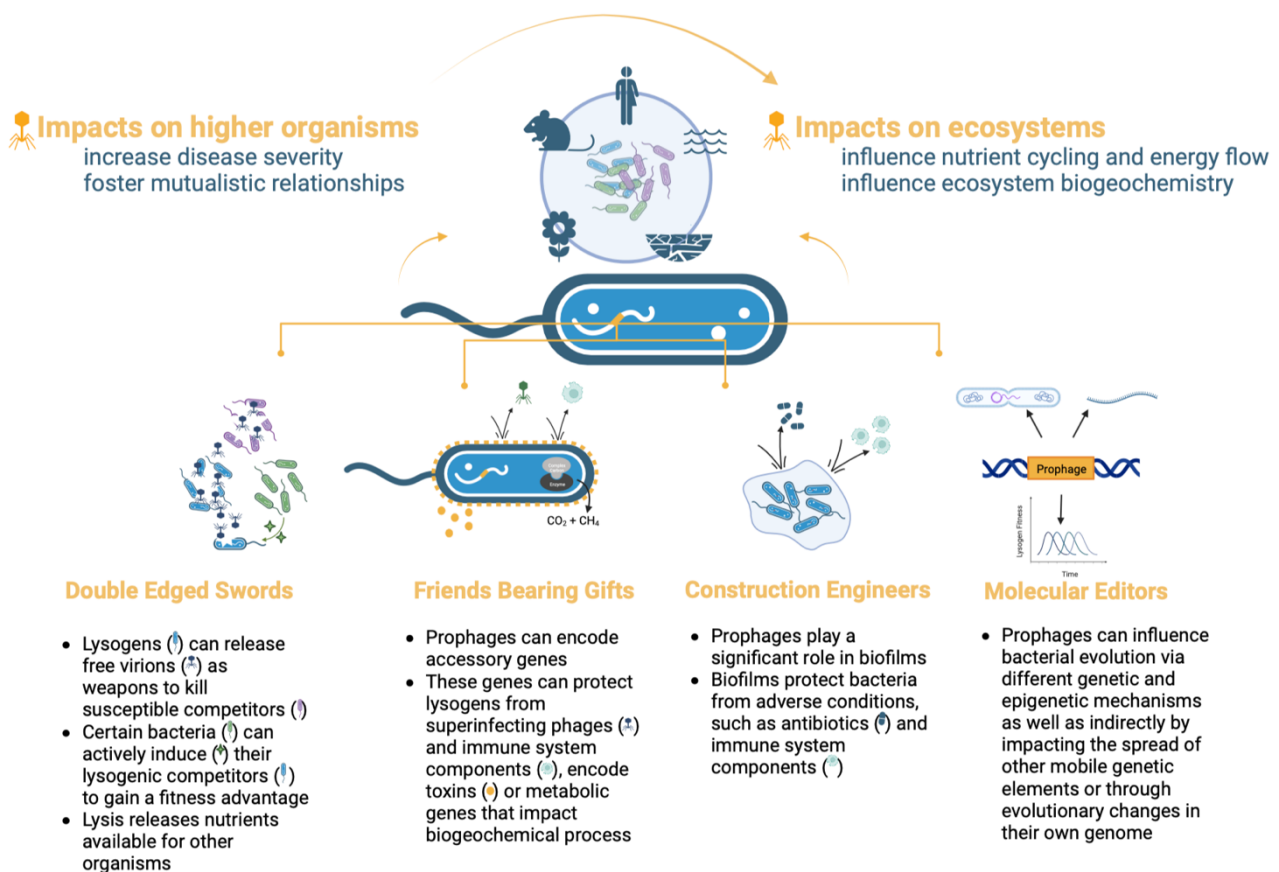 Impacts on higher organisms
increase disease severity
foster mutualistic relationships
Impacts on ecosystems
influence nutrient cycling and energy flow
influence ecosystem biogeochemistry
Enzyme
CO₂ + CH₄
Prophage
Lysogen Fitness
Time
Double Edged Swords
• Lysogens ( ) can release
free virions ( ) as
weapons to kill
susceptible competitors ( )
• Certain bacteria ( ) can
actively induce ( ) their
lysogenic competitors ( )
to gain a fitness advantage
• Lysis releases nutrients
available for other
organisms
Friends Bearing Gifts
• Prophages can encode
accessory genes
• These genes can protect
lysogens from
superinfecting phages ( )
and immune system
components ( ), encode
toxins ( ) or metabolic
genes that impact
biogeochemical process
Construction Engineers
• Prophages play a
significant role in biofilms
• Biofilms protect bacteria
from adverse conditions,
such as antibiotics ( ) and
immune system
components ( )
Molecular Editors
• Prophages can influence
bacterial evolution via
different genetic and
epigenetic mechanisms
as well as indirectly by
impacting the spread of
other mobile genetic
elements or through
evolutionary changes in
their own genome